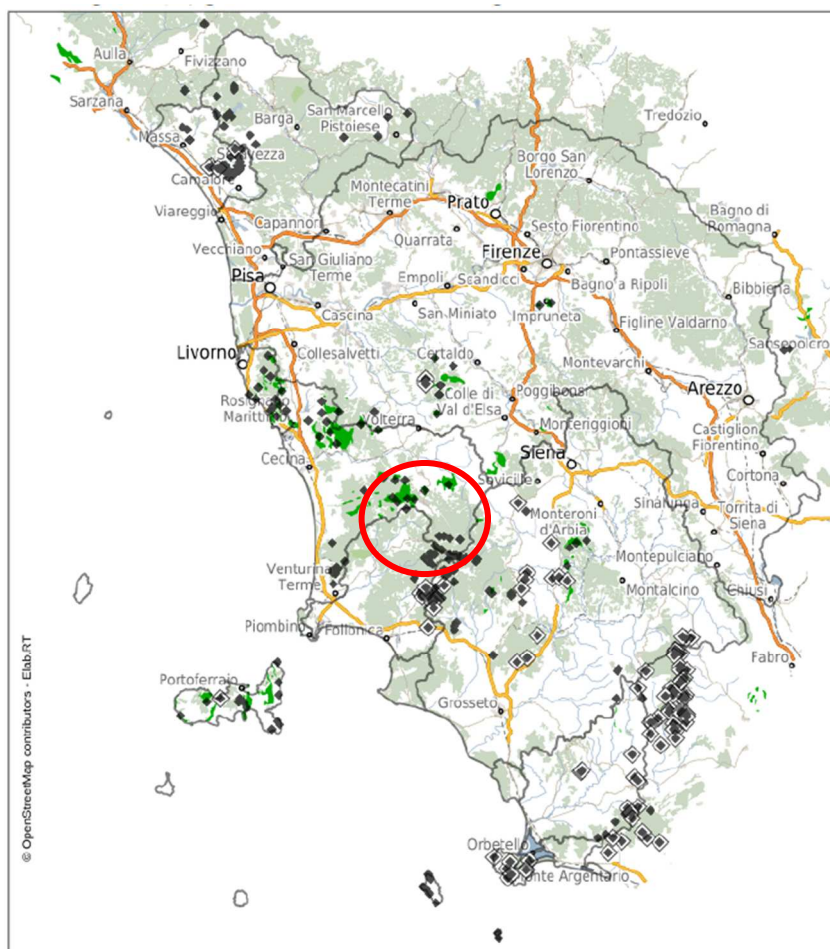 Aulla
Fivizzano
Sarzana
Barga
San Marcello
Pistoiese
Tredozio
Massa
Borgo San
Lorenzo
Camaiore
Montecatini
Terme
Prato
Viareggio
Capannori
Sesto Fiorentino
Bagno di
Romagna
Vecchiano
Quarrata
Firenze
Pontassieve
San Giuliano
Terme
Pisa
Empoli
Scandicci
Bagno a Ripoli
Bibbiena
Cascina
San Miniato
Impruneta
Figline Valdarno
Sansepolcro
Livorno
Collesalvetti
Certaldo
Montevarchi
Rosignano
Marittimo
Colle di
Val d'Elsa
Poggibonsi
Arezzo
Volterra
Monteriggioni
Castiglion
Fiorentino
Cecina
Siena
Cortona
Sovicille
Sinalunga
Torrita di
Siena
Monteroni
d'Arbia
Montepulciano
Venturina
Terme
Montalcino
Chiusi
Piombino
Follonica
Fabro
Portoferraio
Grosseto
Orbetello
Monte Argentario
© OpenStreetMap contributors - Elab.RT